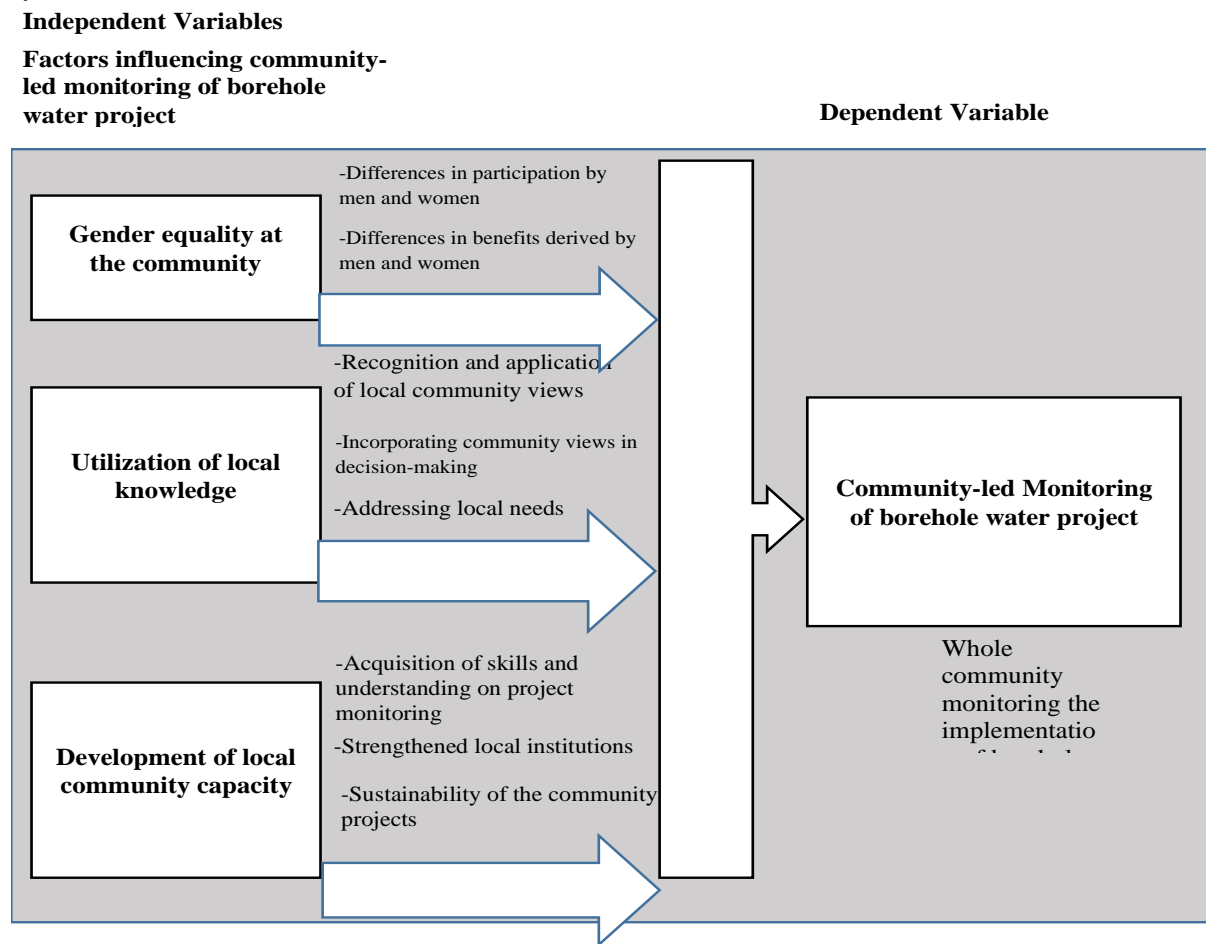 Independent Variables
Factors influencing community-
led monitoring of borehole
water project
Dependent Variable
Gender equality at
the community
-Differences in participation by
men and women
-Differences in benefits derived by
men and women
Utilization of local
knowledge
-Recognition and application
of local community views
-Incorporating community views in
decision-making
-Addressing local needs
Development of local
community capacity
-Acquisition of skills and
understanding on project
monitoring
-Strengthened local institutions
-Sustainability of the community
projects
Community-led Monitoring
of borehole water project
Whole
community
monitoring the
implementatio